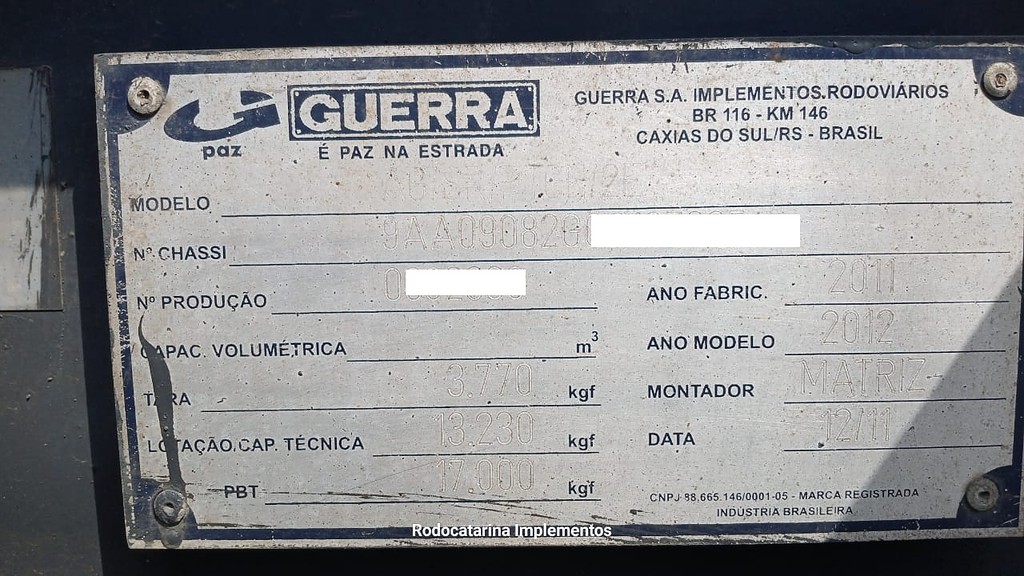 GUERRA
paz
É PAZ NA ESTRADA
GUERRA S.A. IMPLEMENTOS RODOVIÁRIOS
BR 116 - KM 146
CAXIAS DO SUL/RS - BRASIL
MODELO
Nº CHASSI 9AA09082G
Nº PRODUÇÃO 0
ANO FABRIC. 2011
CAPAC. VOLUMÉTRICA m³
ANO MODELO 2012
TARA 3.770 kgf
MONTADOR MATRIZ
LOTAÇÃO/CAP. TÉCNICA 13.230 kgf
DATA 12/11
PBT 17.000 kgf
CNPJ 88.665.146/0001-05 - MARCA REGISTRADA
INDÚSTRIA BRASILEIRA
Rodocatarina Implementos